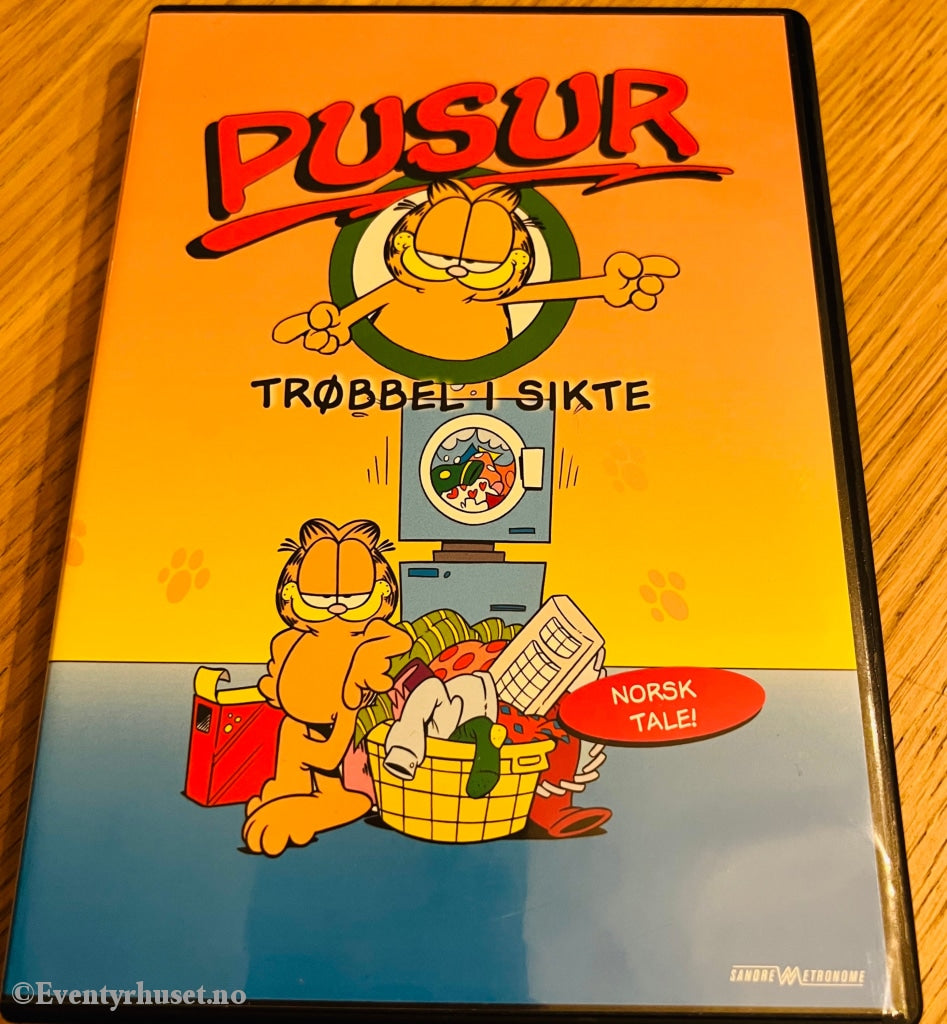 PUSUR
TRØBBEL I SIKTE
NORSK
TALE!
SANDREW METRONOME
©Eventyrhuset.no